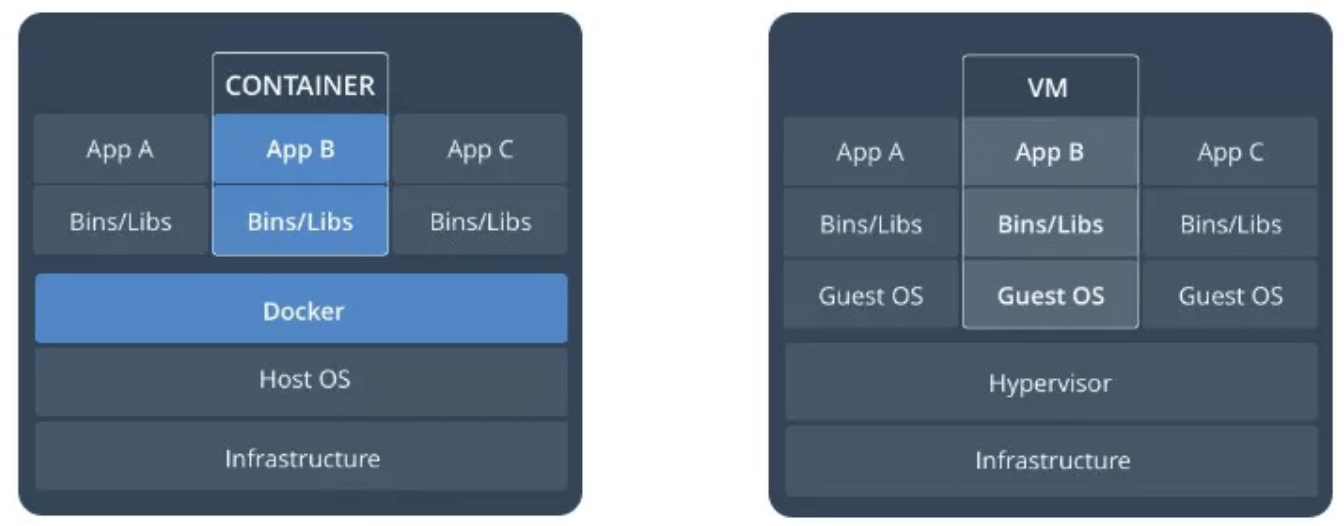 CONTAINER
App A App B App C
Bins/Libs Bins/Libs Bins/Libs
Docker
Host OS
Infrastructure
VM
App A App B App C
Bins/Libs Bins/Libs Bins/Libs
Guest OS Guest OS Guest OS
Hypervisor
Infrastructure